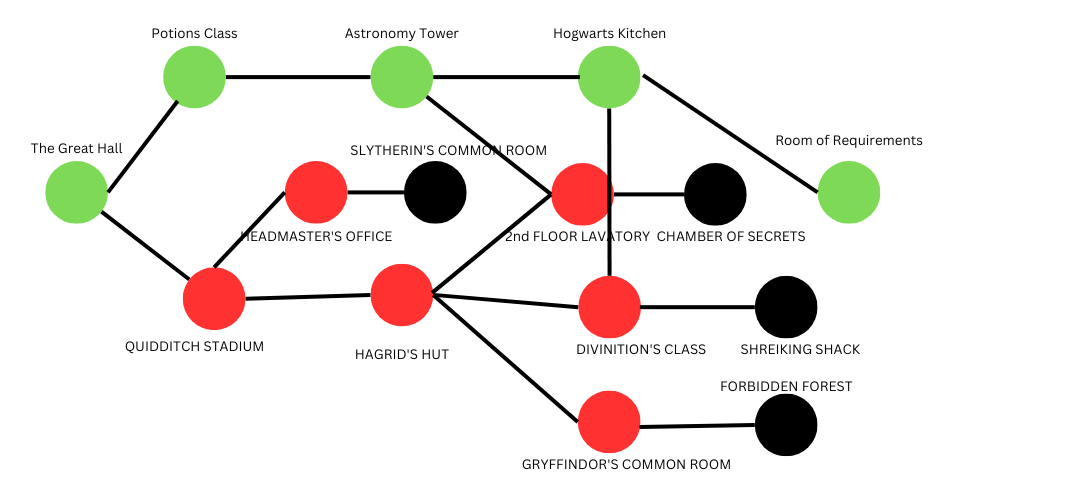 Potions Class
Astronomy Tower
Hogwarts Kitchen
The Great Hall
SLYTHERIN'S COMMON ROOM
Room of Requirements
HEADMASTER'S OFFICE
2nd FLOOR LAVATORY
CHAMBER OF SECRETS
QUIDDITCH STADIUM
HAGRID'S HUT
DIVINITION'S CLASS
SHREIKING SHACK
FORBIDDEN FOREST
GRYFFINDOR'S COMMON ROOM